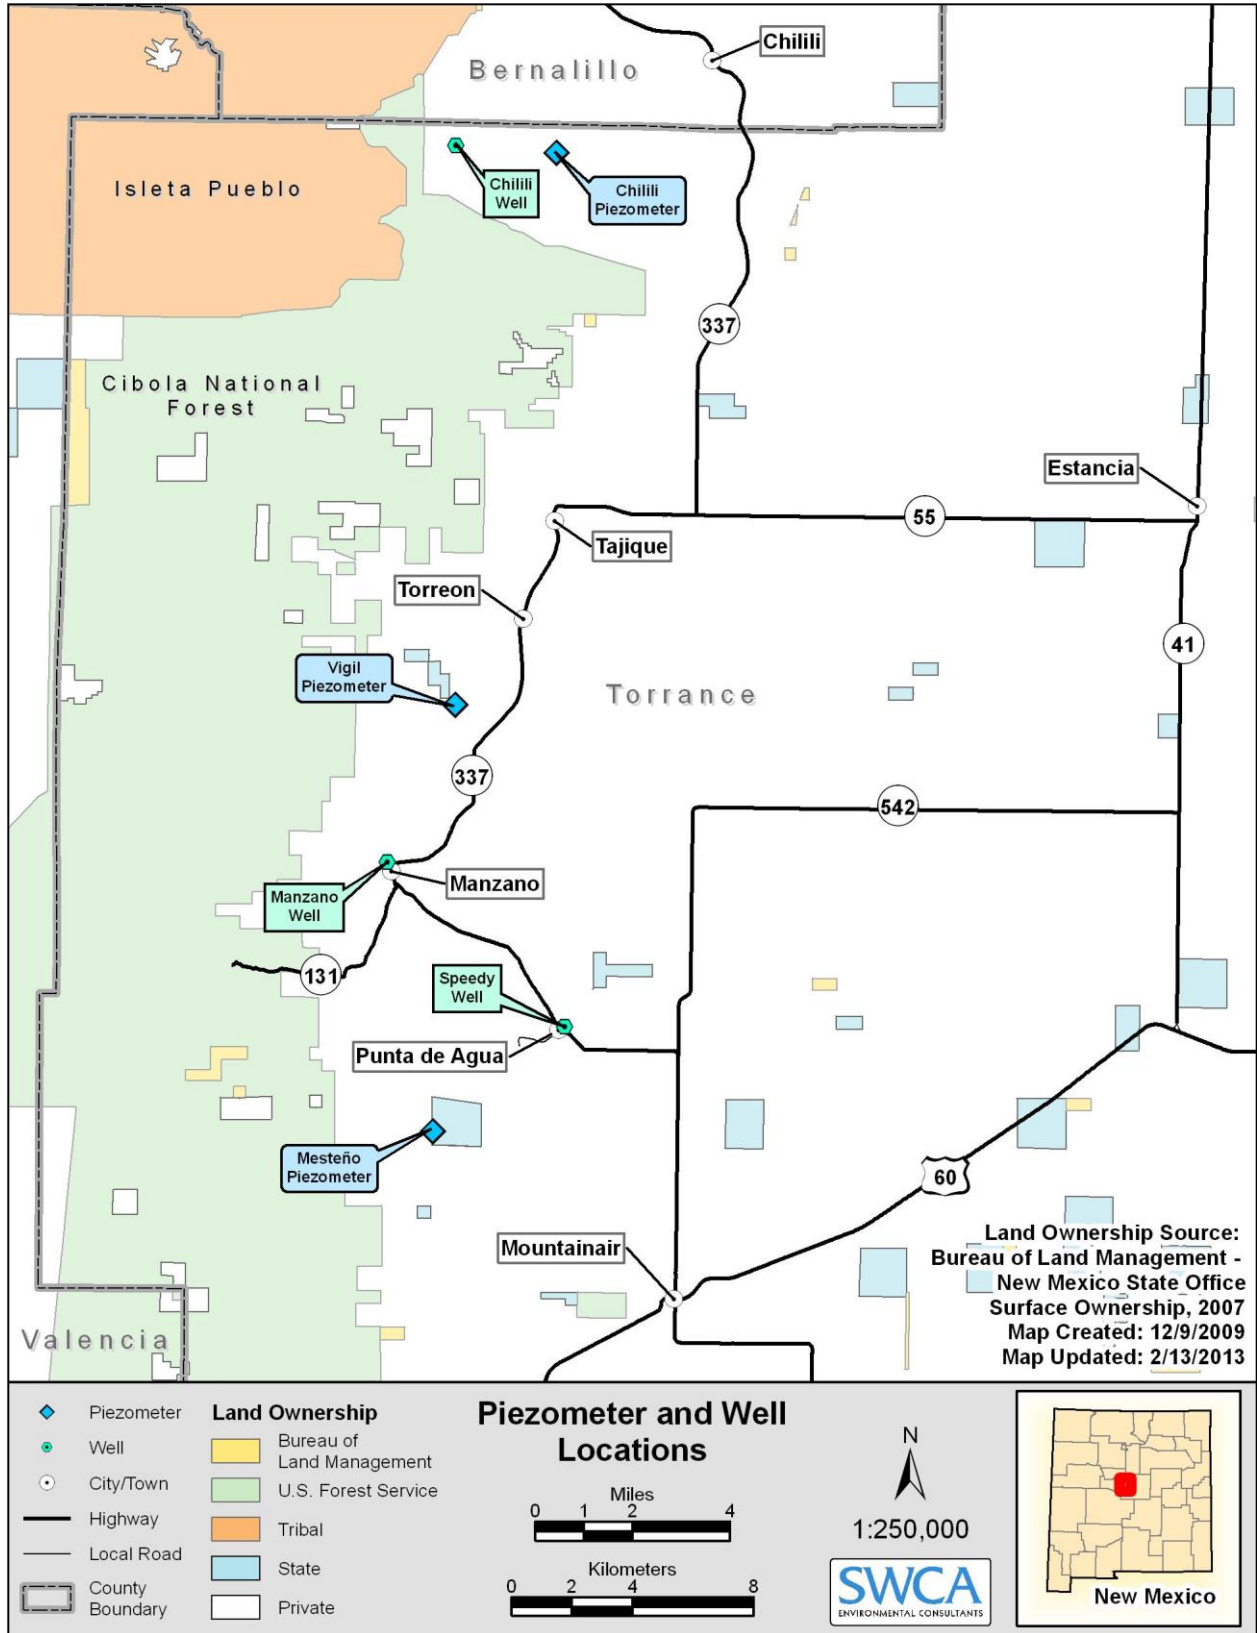 Chilili
Bernalillo
Isleta Pueblo
Chilili
Well
Chilili
Piezometer
337
Cibola National
Forest
Estancia
55
Tajique
Torreon
41
Vigil
Piezometer
Torrance
337
542
Manzano
Manzano
Well
131
Speedy
Well
Punta de Agua
Mesteño
Piezometer
60
Mountainair
Land Ownership Source:
Bureau of Land Management -
New Mexico State Office
Surface Ownership, 2007
Map Created: 12/9/2009
Map Updated: 2/13/2013
Valencia
Piezometer
Well
City/Town
Highway
Local Road
County
Boundary
Land Ownership
Bureau of
Land Management
U.S. Forest Service
Tribal
State
Private
Piezometer and Well
Locations
Miles
0 1 2 4
Kilometers
0 2 4 8
N
1:250,000
SWCA
ENVIRONMENTAL CONSULTANTS
New Mexico